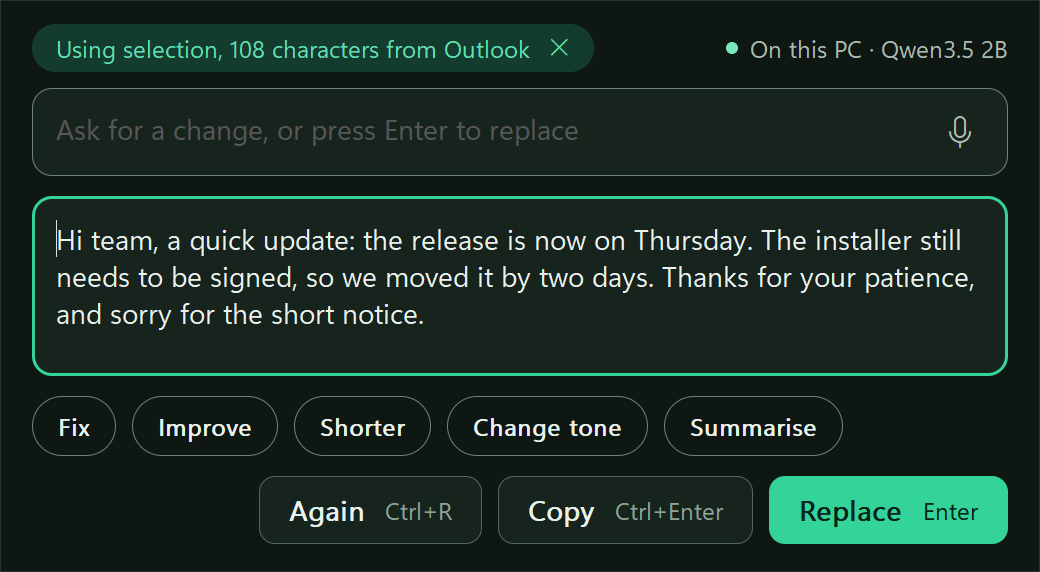 Using selection, 108 characters from Outlook
On this PC · Qwen3.5 2B
Ask for a change, or press Enter to replace
Hi team, a quick update: the release is now on Thursday. The installer still
needs to be signed, so we moved it by two days. Thanks for your patience,
and sorry for the short notice.
Fix
Improve
Shorter
Change tone
Summarise
Again Ctrl+R
Copy Ctrl+Enter
Replace Enter